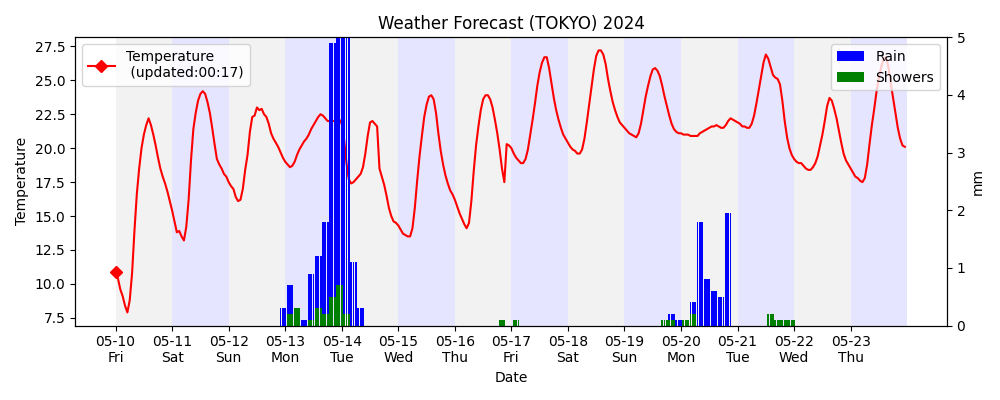 Weather Forecast (TOKYO) 2024
Temperature
(updated:00:17)
Rain
Showers
27.5
25.0
22.5
20.0
17.5
15.0
12.5
10.0
7.5
Temperature
5
4
3
2
1
0
mm
05-10 05-11 05-12 05-13 05-14 05-15 05-16 05-17 05-18 05-19 05-20 05-21 05-22 05-23
Fri Sat Sun Mon Tue Wed Thu Fri Sat Sun Mon Tue Wed Thu
Date